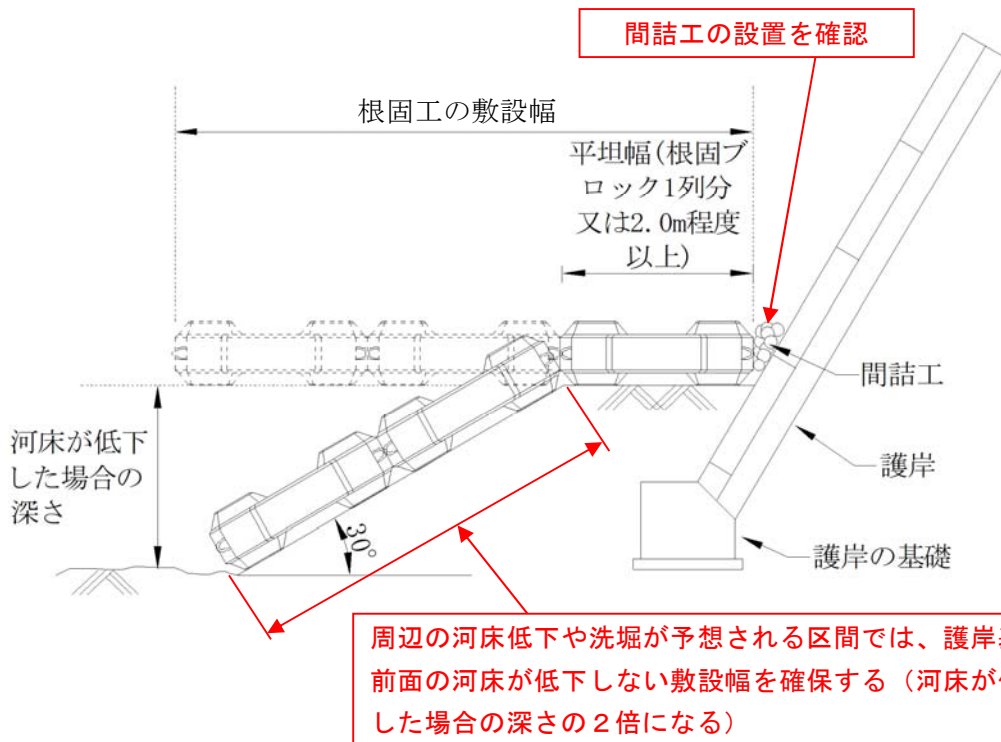 間詰工の設置を確認
根固工の敷設幅
平坦幅(根固ブ
ロック1列分
又は2.0m程度
以上)
間詰工
河床が低下
した場合の
深さ
護岸
30°
護岸の基礎
周辺の河床低下や洗堀が予想される区間では、護岸
前面の河床が低下しない敷設幅を確保する（河床が
した場合の深さの２倍になる）